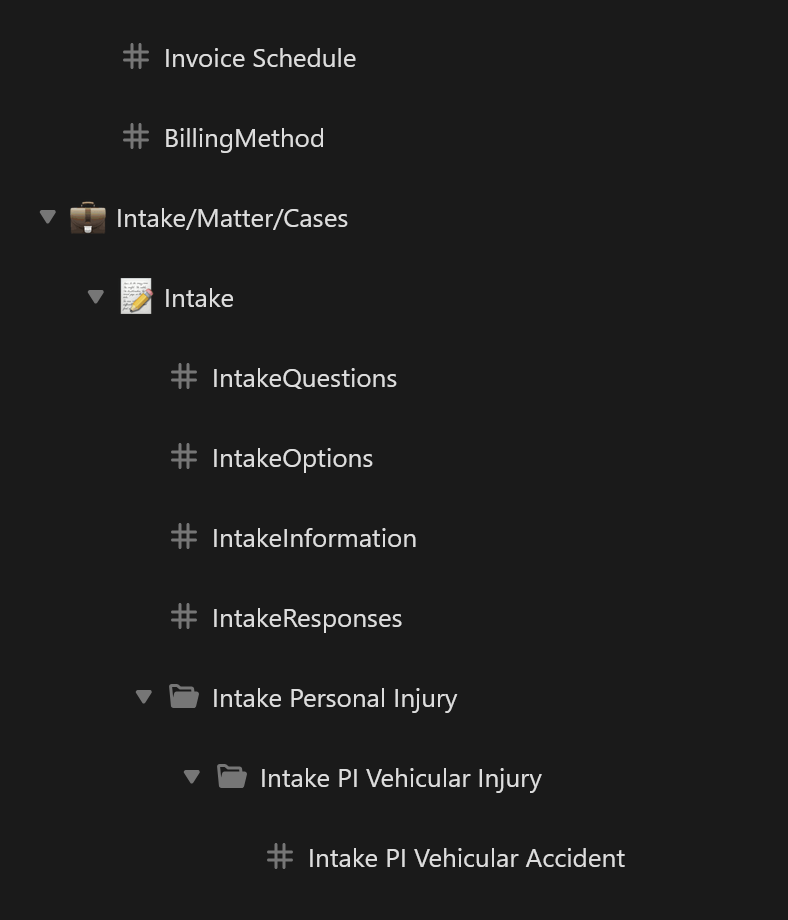 Invoice Schedule
BillingMethod
Intake/Matter/Cases
Intake
IntakeQuestions
IntakeOptions
IntakeInformation
IntakeResponses
Intake Personal Injury
Intake PI Vehicular Injury
Intake PI Vehicular Accident